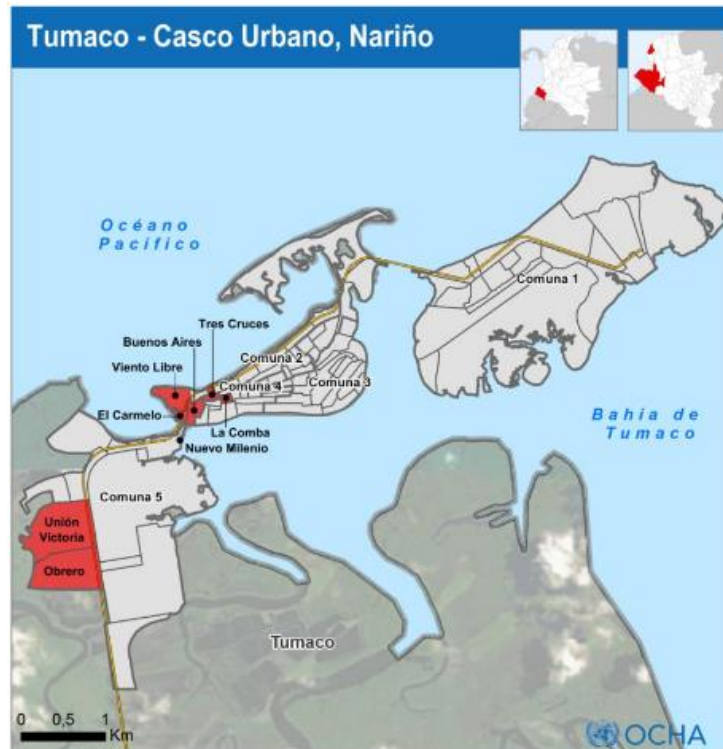 Tumaco - Casco Urbano, Nariño
Océano
Pacífico
Comuna 1
Tres Cruces
Buenos Aires
Comuna 2
Viento Libre
Comuna 4
Comuna 3
El Carmelo
La Comba
Nuevo Milenio
Bahía de
Tumaco
Comuna 5
Unión
Victoria
Obrero
Tumaco
0 0,5 1
Km
OCHA